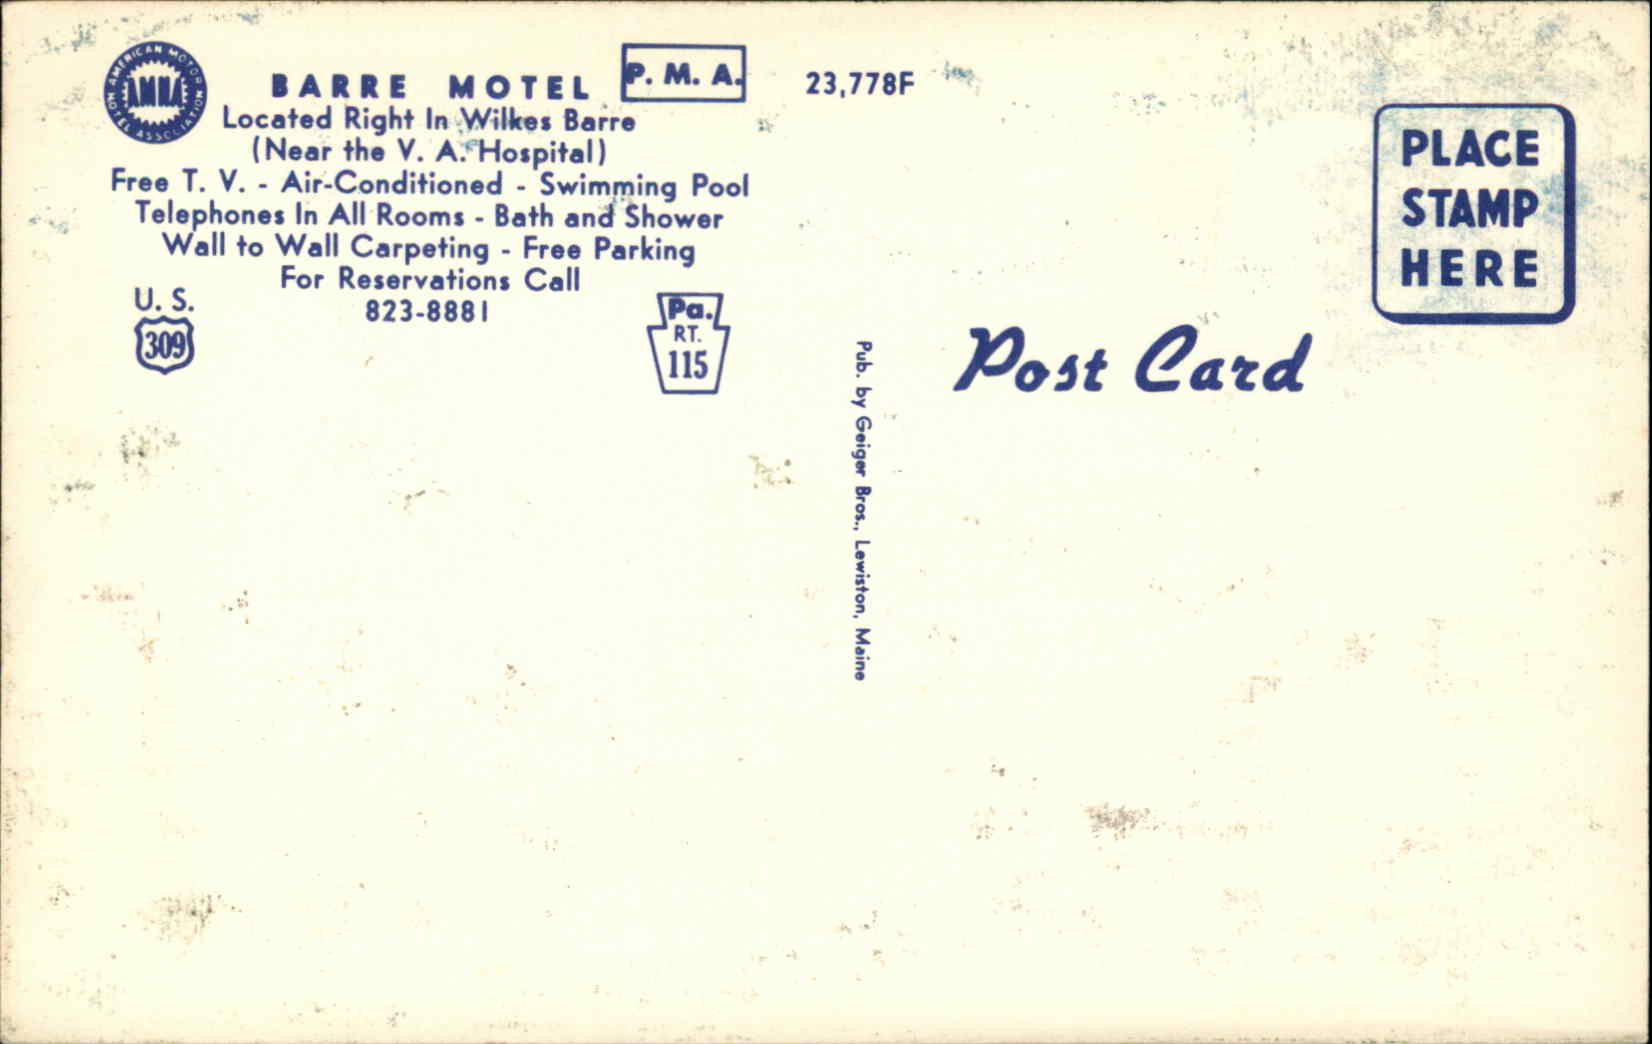 AMERICAN MOTOR HOTEL ASSOCIATION
AMHA
BARRE MOTEL
P. M. A.
23,778F
Located Right In Wilkes Barre
(Near the V. A. Hospital)
Free T. V. - Air-Conditioned - Swimming Pool
Telephones In All Rooms - Bath and Shower
Wall to Wall Carpeting - Free Parking
For Reservations Call
823-8881
U. S.
309
Pa.
RT.
115
Pub. by Geiger Bros., Lewiston, Maine
PLACE
STAMP
HERE
Post Card